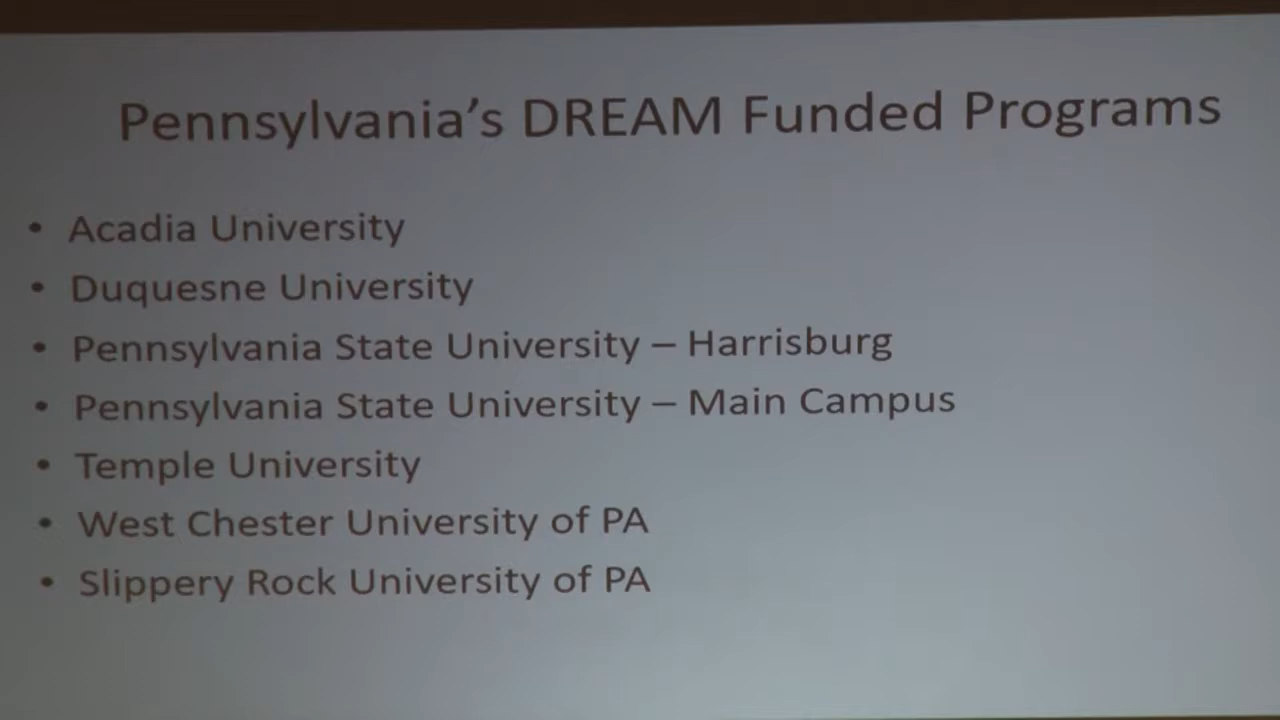 Pennsylvania's DREAM Funded Programs
• Acadia University
• Duquesne University
• Pennsylvania State University – Harrisburg
• Pennsylvania State University – Main Campus
• Temple University
• West Chester University of PA
• Slippery Rock University of PA